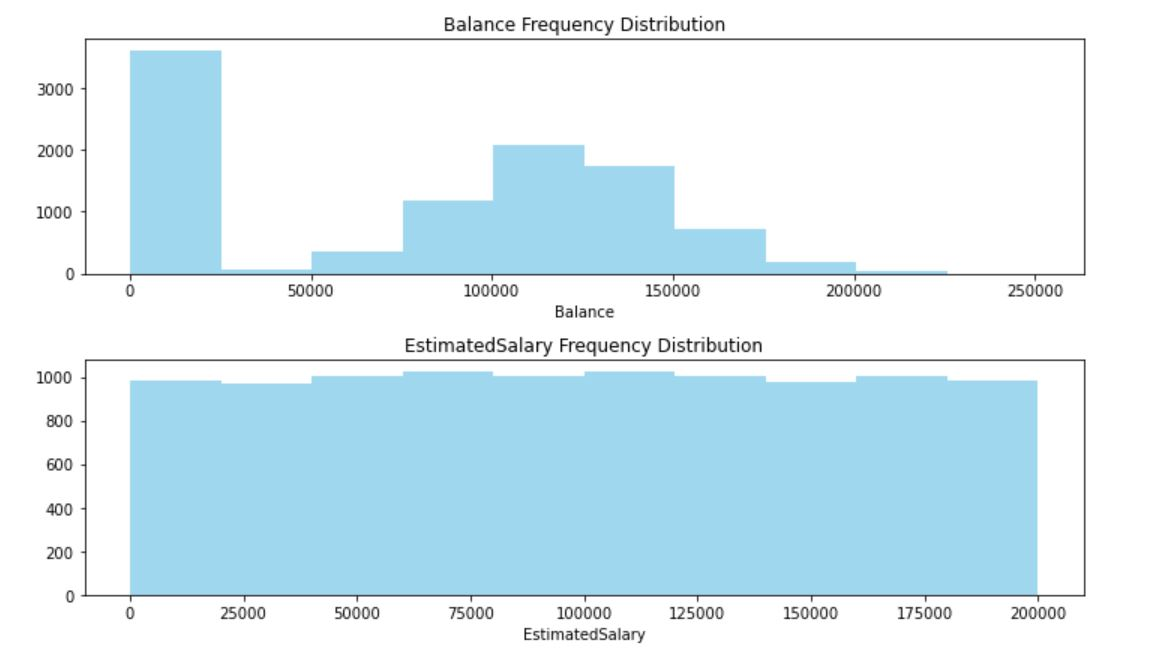 Balance Frequency Distribution
3000
2000
1000
0
0 50000 100000 150000 200000 250000
Balance
EstimatedSalary Frequency Distribution
1000
800
600
400
200
0
0 25000 50000 75000 100000 125000 150000 175000 200000
EstimatedSalary